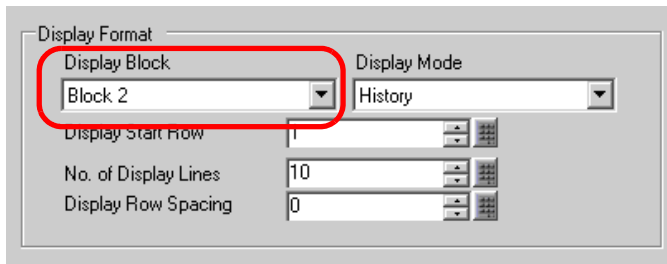 Display Format
Display Block Display Mode
Block 2 History
Display Start Row 1
No. of Display Lines 10
Display Row Spacing 0